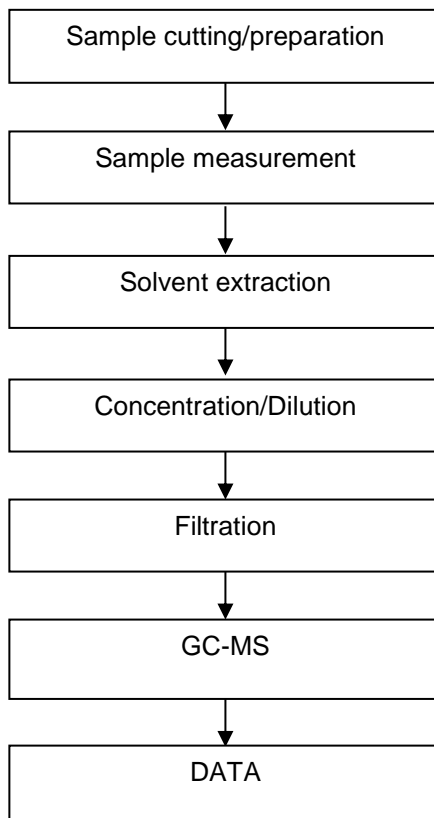 Sample cutting/preparation
Sample measurement
Solvent extraction
Concentration/Dilution
Filtration
GC-MS
DATA